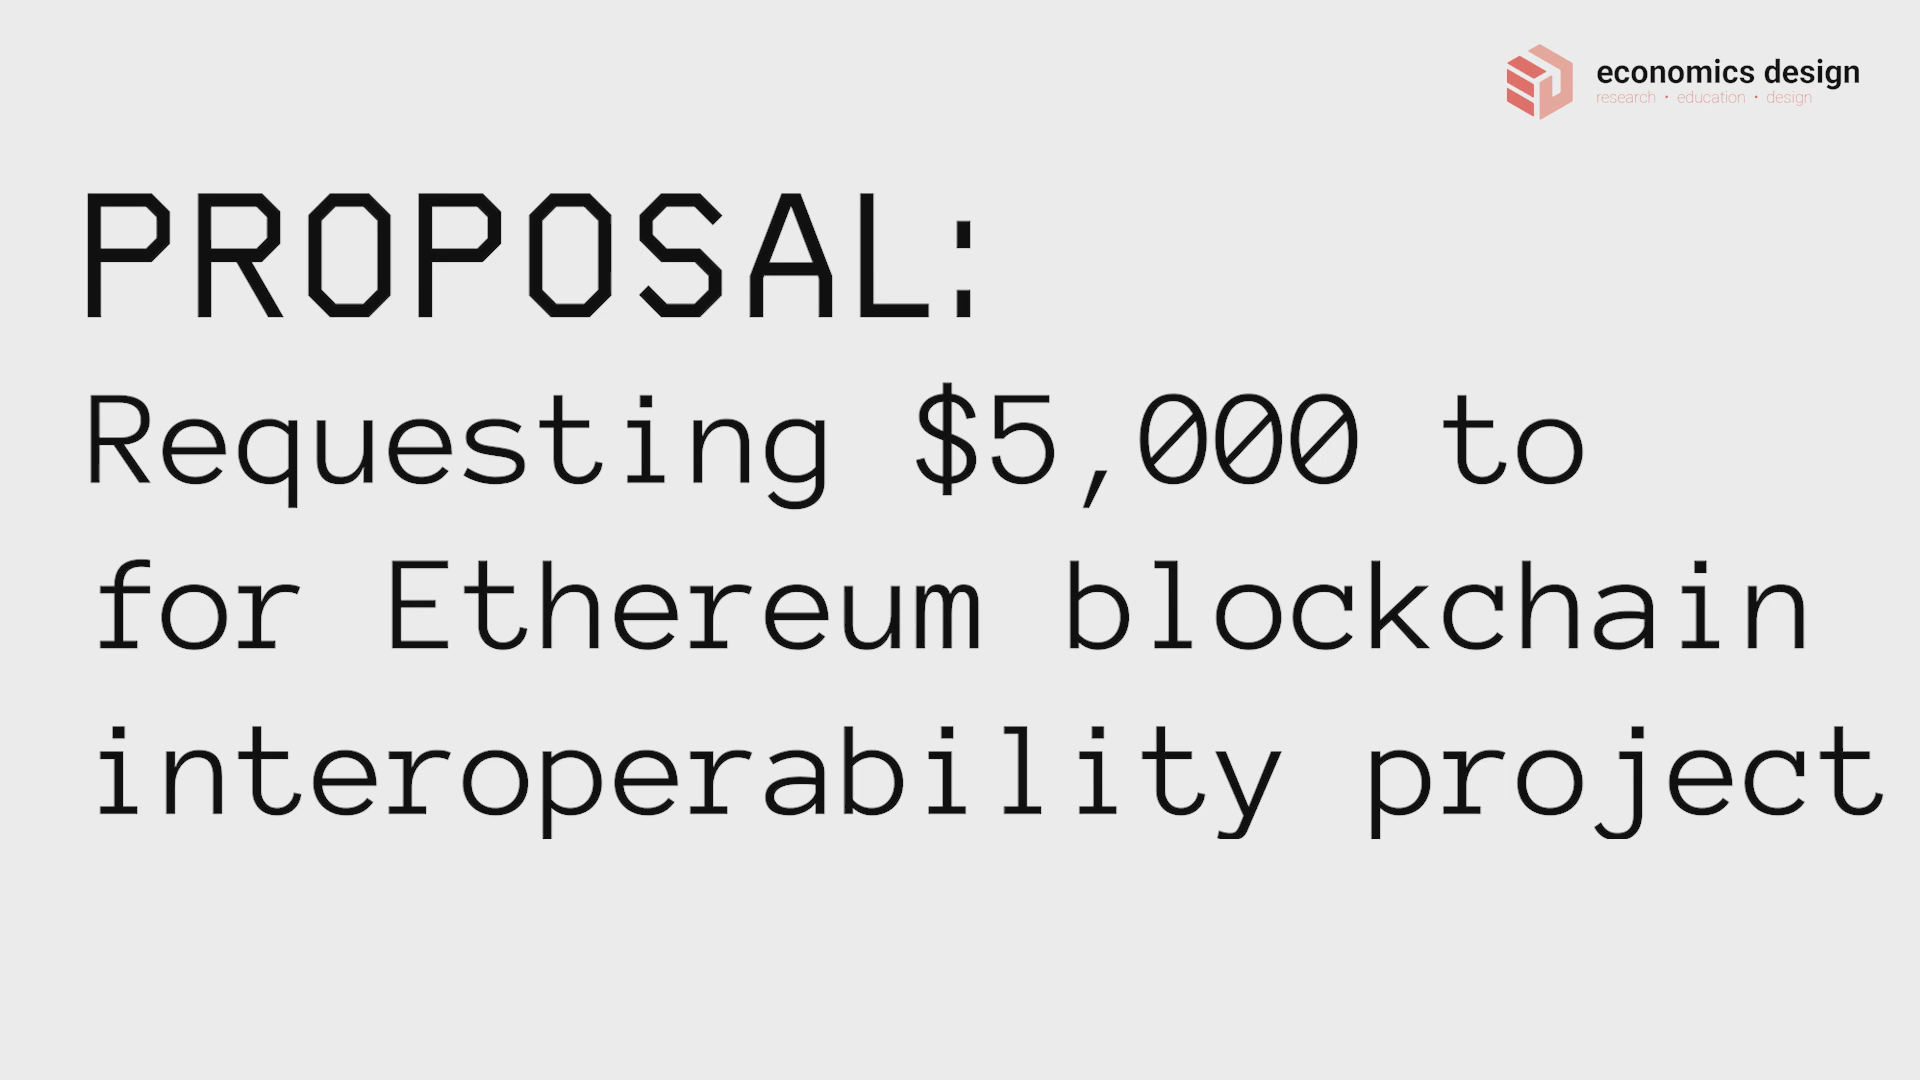 economics design
research • education • design
PROPOSAL:
Requesting $5,000 to
for Ethereum blockchain
interoperability project